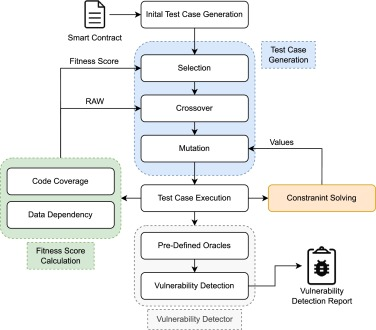 Inital Test Case Generation
Smart Contract
Test Case
Generation
Fitness Score
Selection
RAW
Crossover
Mutation
Values
Code Coverage
Data Dependency
Test Case Execution
Constranint Solving
Fitness Score
Calculation
Pre-Defined Oracles
Vulnerability Detection
Vulnerability
Detection Report
Vulnerability Detector